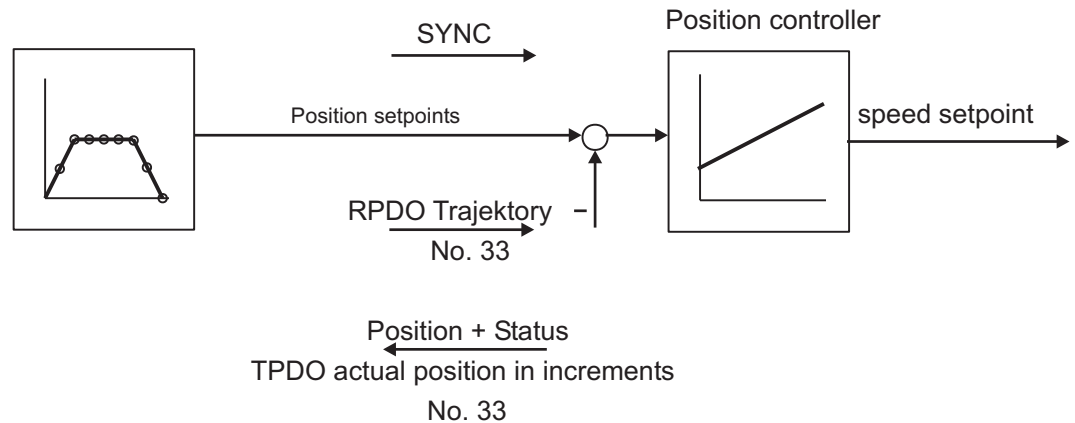 Position controller
SYNC
Position setpoints
speed setpoint
RPDO Trajektory
–
No. 33
Position + Status
TPDO actual position in increments
No. 33